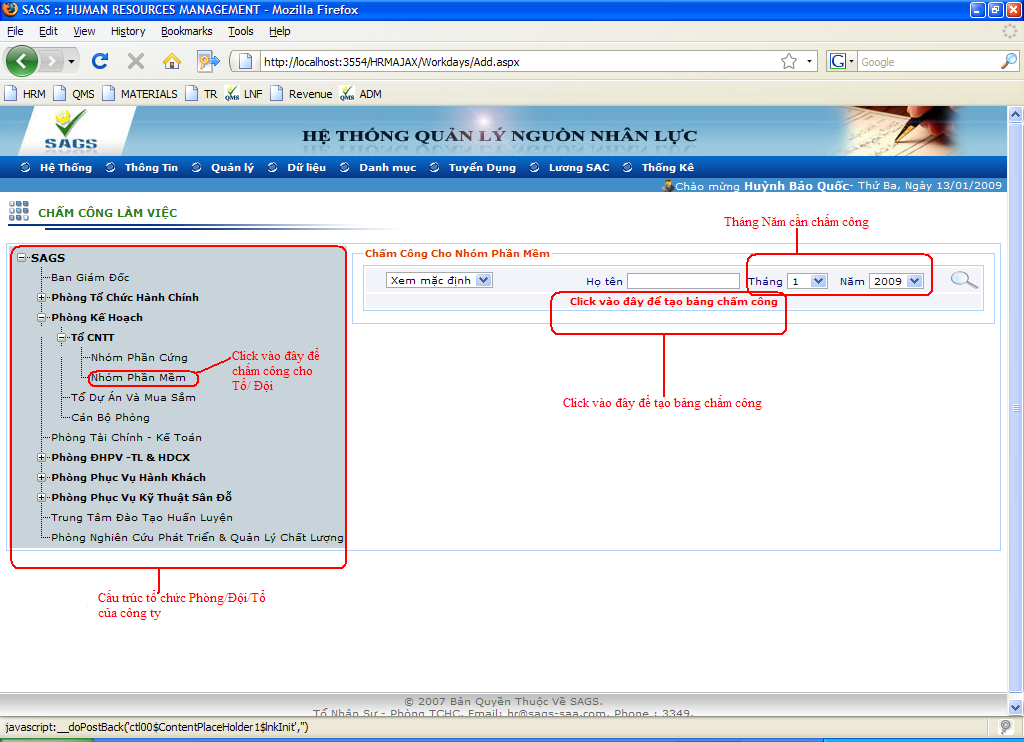 SAGS :: HUMAN RESOURCES MANAGEMENT - Mozilla Firefox
File Edit View History Bookmarks Tools Help
http://localhost:3554/HRMAJAX/Workdays/Add.aspx
G Google
HRM QMS MATERIALS TR QMS LNF Revenue QMS ADM
SAGS
HỆ THỐNG QUẢN LÝ NGUỒN NHÂN LỰC
Hệ Thống Thông Tin Quản lý Dữ liệu Danh mục Tuyển Dụng Lương SAC Thống Kê
Chào mừng Huỳnh Bảo Quốc- Thứ Ba, Ngày 13/01/2009
CHẤM CÔNG LÀM VIỆC
Tháng Năm cần chấm công
SAGS
Ban Giám Đốc
Phòng Tổ Chức Hành Chính
Phòng Kế Hoạch
Tổ CNTT
Nhóm Phần Cứng
Nhóm Phần Mềm
Tổ Dự Án Và Mua Sắm
Cán Bộ Phòng
Phòng Tài Chính - Kế Toán
Phòng ĐHPV -TL & HDCX
Phòng Phục Vụ Hành Khách
Phòng Phục Vụ Kỹ Thuật Sân Đỗ
Trung Tâm Đào Tạo Huấn Luyện
Phòng Nghiên Cứu Phát Triển & Quản Lý Chất Lượng
Click vào đây để
chấm công cho
Tổ/ Đội
Chấm Công Cho Nhóm Phần Mềm
Xem mặc định Họ tên Tháng 1 Năm 2009
Click vào đây để tạo bảng chấm công
Click vào đây để tạo bảng chấm công
Cấu trúc tổ chức Phòng/Đội/Tổ
của công ty
© 2007 Bản Quyền Thuộc Về SAGS.
Tổ Nhân Sự - Phòng TCHC. Email: hr@sags-saa.com. Phone : 3349.
javascript:__doPostBack('ctl00$ContentPlaceHolder1$lnkInit','')